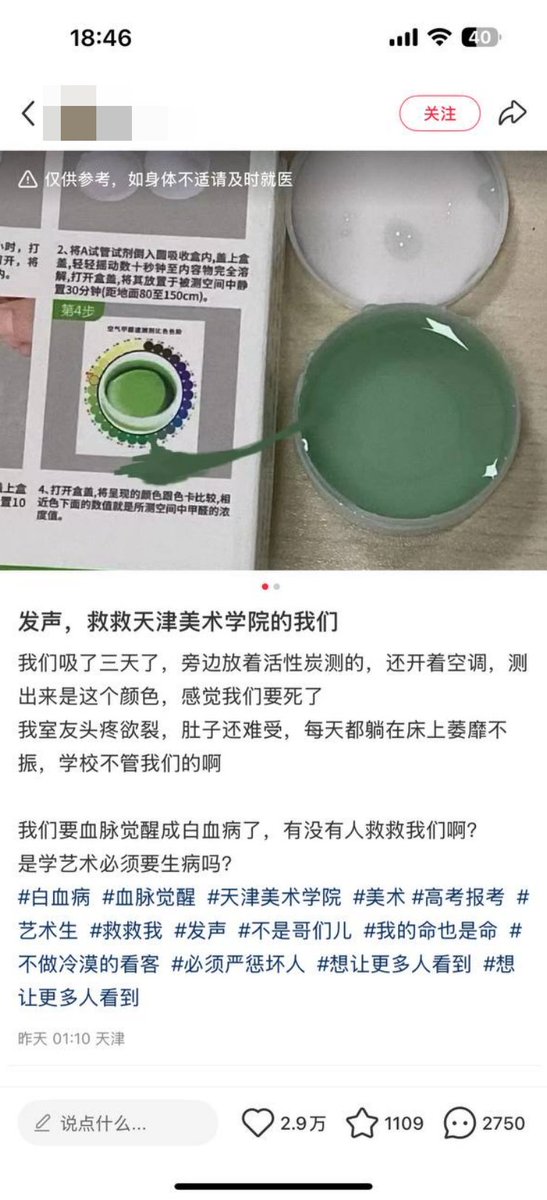 18:46
40
关注
仅供参考，如身体不适请及时就医
小时，打
打开，将
内。
2、将A试管试剂倒入圆吸收盒内,盖上盒
盖,轻轻摇动数十秒钟至内容物完全溶
解,打开盒盖,将其放置于被测空间中静
置30分钟(距地面80至150cm)。
第4步
空气甲醛速测测比色色阶
盖上盒
置10
4、打开盒盖,将呈现的颜色跟色卡比较,相
近色下面的数值就是所测空间中甲醛的浓
度值。
发声，救救天津美术学院的我们
我们吸了三天了，旁边放着活性炭测的，还开着空调，测
出来是这个颜色，感觉我们要死了
我室友头疼欲裂，肚子还难受，每天都躺在床上萎靡不
振，学校不管我们的啊
我们要血脉觉醒成白血病了，有没有人救救我们啊？
是学艺术必须要生病吗？
#白血病 #血脉觉醒 #天津美术学院 #美术 #高考报考 #
艺术生 #救救我 #发声 #不是哥们儿 #我的命也是命 #
不做冷漠的看客 #必须严惩坏人 #想让更多人看到 #想
让更多人看到
昨天 01:10 天津
说点什么...
2.9万
1109
2750